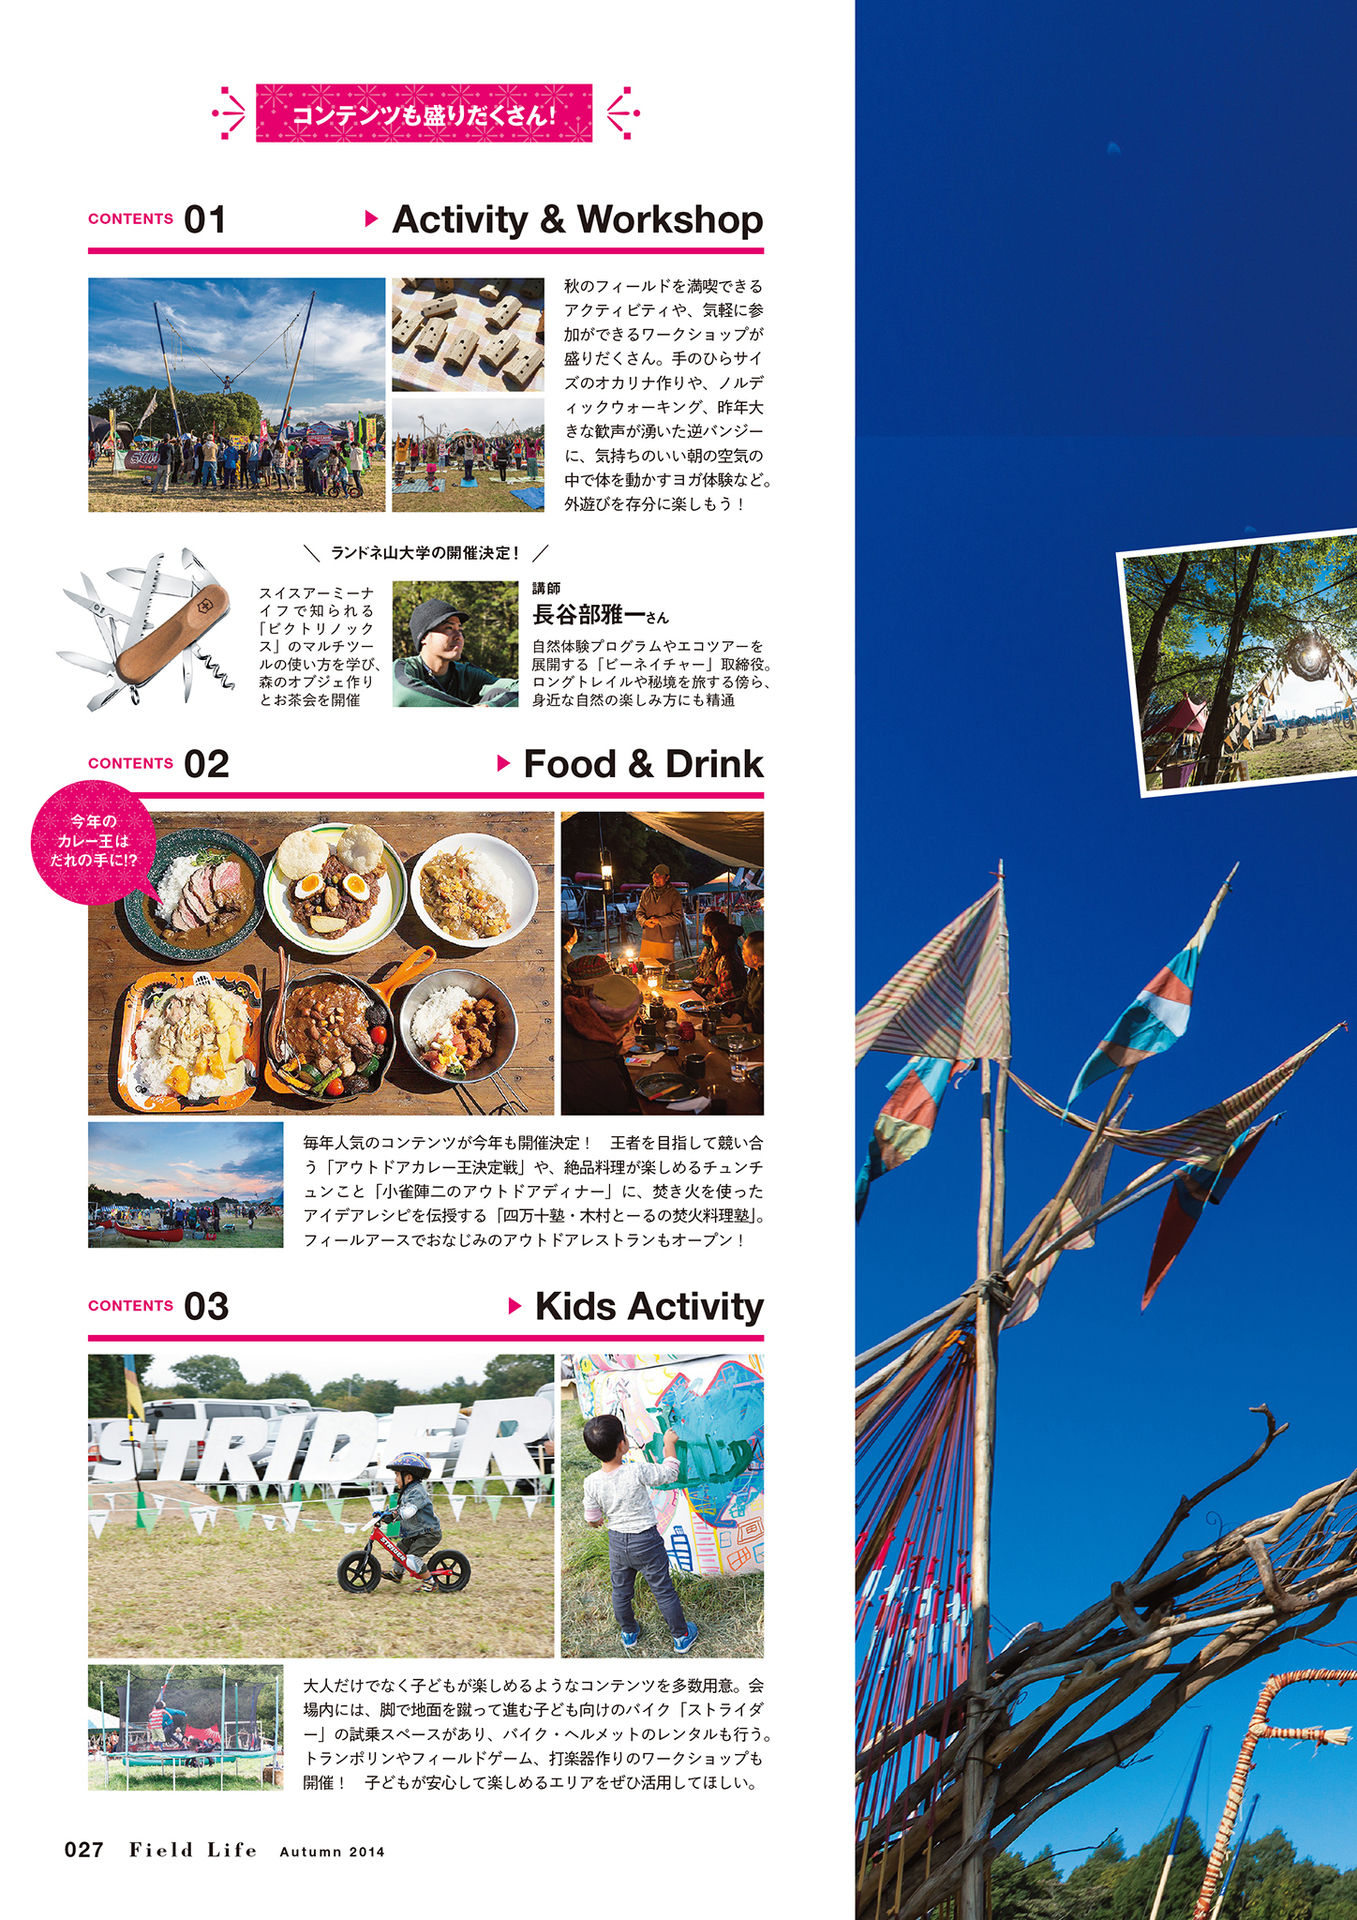 コンテンツも盛りだくさん!
CONTENTS 01
Activity & Workshop
秋のフィールドを満喫できる
アクティビティや、気軽に参
加ができるワークショップが
盛りだくさん。手のひらサイ
ズのオカリナ作りや、ノルデ
ィックウォーキング、昨年大
きな歓声が湧いた逆バンジー
に、気持ちのいい朝の空気の
中で体を動かすヨガ体験など。
外遊びを存分に楽しもう！
ランドネ山大学の開催決定！
スイスアーミーナ
イフで知られる
「ビクトリノック
ス」のマルチツー
ルの使い方を学び、
森のオブジェ作り
とお茶会を開催
講師
長谷部雅一さん
自然体験プログラムやエコツアーを
展開する「ビーネイチャー」取締役。
ロングトレイルや秘境を旅する傍ら、
身近な自然の楽しみ方にも精通
CONTENTS 02
Food & Drink
今年の
カレー王は
だれの手に!?
毎年人気のコンテンツが今年も開催決定！　王者を目指して競い合
う「アウトドアカレー王決定戦」や、絶品料理が楽しめるチュンチ
ュンこと「小雀陣二のアウトドアディナー」に、焚き火を使った
アイデアレシピを伝授する「四万十塾・木村とーるの焚火料理塾」。
フィールアースでおなじみのアウトドアレストランもオープン！
CONTENTS 03
Kids Activity
STRIDER
STRIDER
大人だけでなく子どもが楽しめるようなコンテンツを多数用意。会
場内には、脚で地面を蹴って進む子ども向けのバイク「ストライダ
ー」の試乗スペースがあり、バイク・ヘルメットのレンタルも行う。
トランポリンやフィールドゲーム、打楽器作りのワークショップも
開催！　子どもが安心して楽しめるエリアをぜひ活用してほしい。
027 Field Life Autumn 2014
F